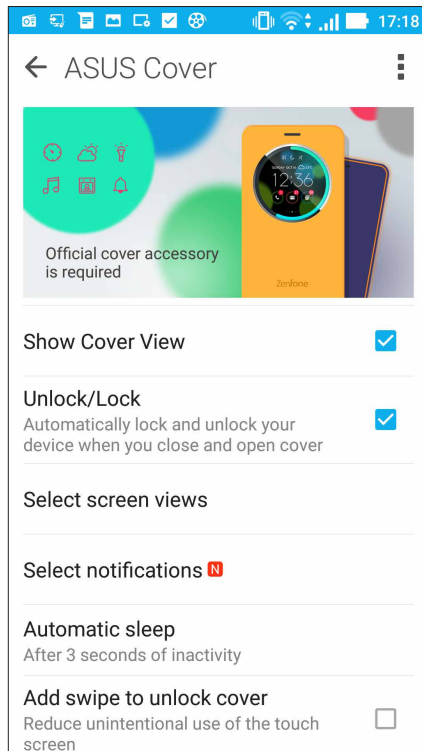 17:18
ASUS Cover
12:36
Official cover accessory
is required
Zenfone
Show Cover View
Unlock/Lock
Automatically lock and unlock your
device when you close and open cover
Select screen views
Select notifications N
Automatic sleep
After 3 seconds of inactivity
Add swipe to unlock cover
Reduce unintentional use of the touch
screen